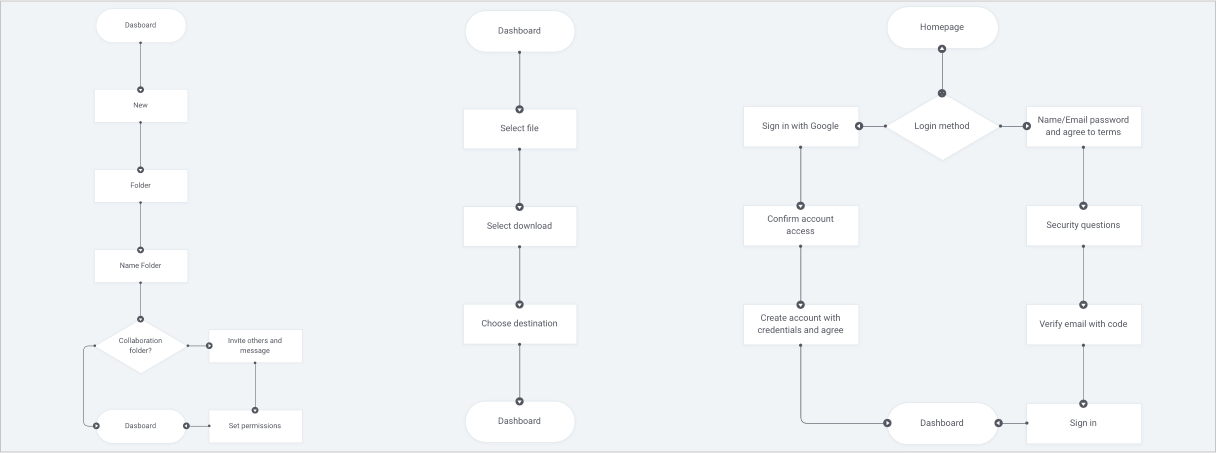 Dasboard
New
Folder
Name Folder
Collaboration
folder?
Invite others and
message
Dasboard
Set permissions
Dashboard
Select file
Select download
Choose destination
Dashboard
Homepage
Sign in with Google
Login method
Name/Email password
and agree to terms
Confirm account
access
Security questions
Create account with
credentials and agree
Verify email with code
Dashboard
Sign in